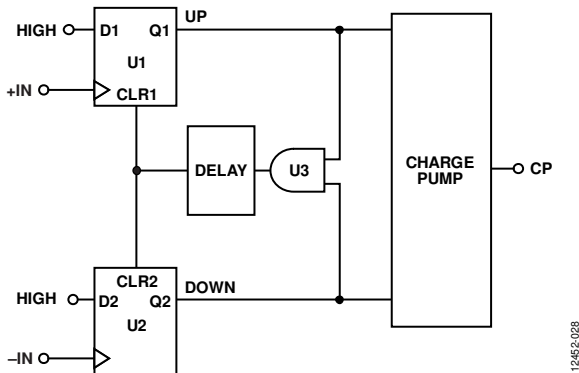 UP
HIGH
D1 Q1
U1
+IN
CLR1
DELAY
U3
CHARGE
PUMP
CP
CLR2
DOWN
HIGH
D2 Q2
U2
–IN
12452-028